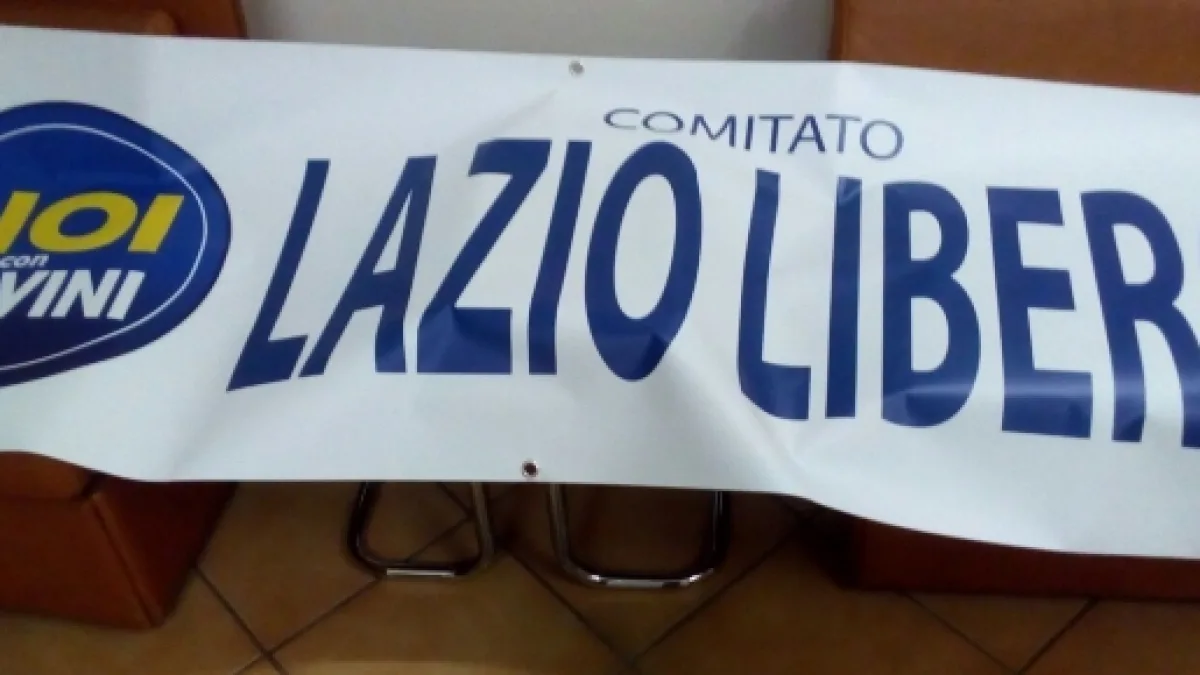 COMITATO
IOI
con
VINI
LAZIO LIBER